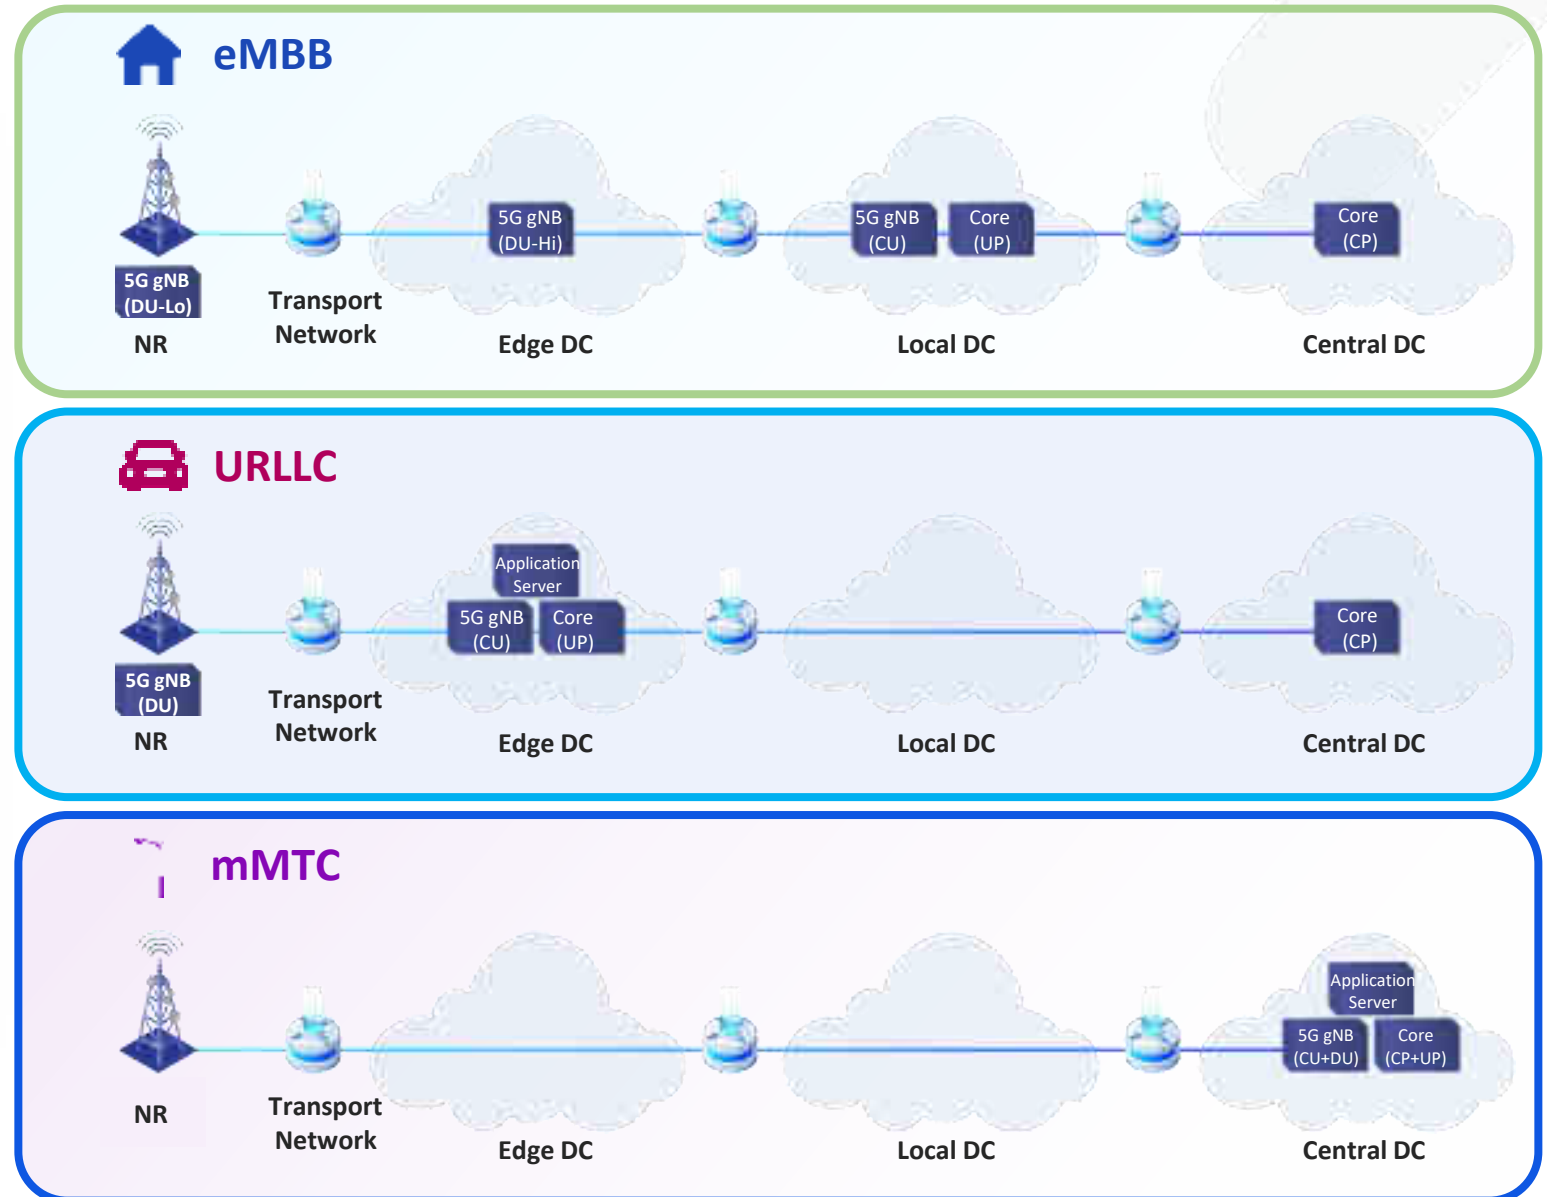 eMBB
5G gNB
(DU-Hi)
5G gNB
(CU)
Core
(UP)
Core
(CP)
5G gNB
(DU-Lo)
NR
Transport
Network
Edge DC
Local DC
Central DC
URLLC
Application
Server
5G gNB
(CU)
Core
(UP)
Core
(CP)
5G gNB
(DU)
NR
Transport
Network
Edge DC
Local DC
Central DC
mMTC
Application
Server
5G gNB
(CU+DU)
Core
(CP+UP)
NR
Transport
Network
Edge DC
Local DC
Central DC